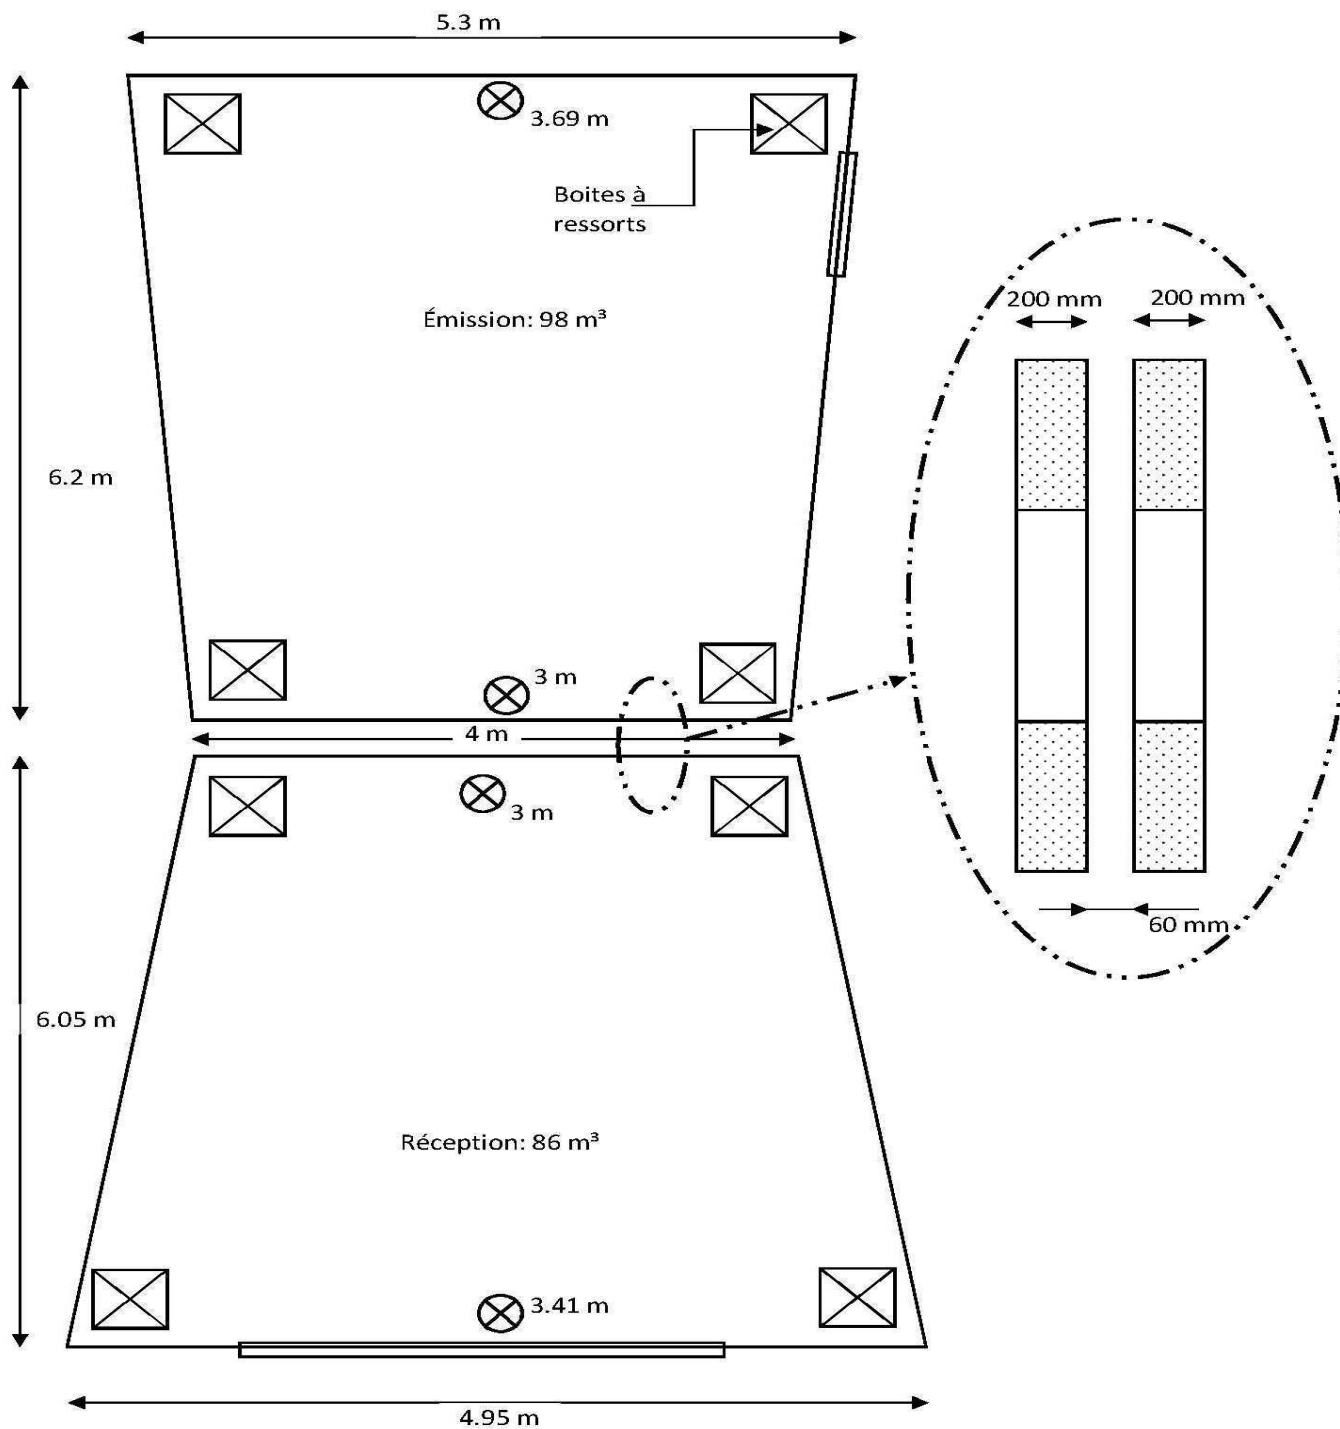 5.3 m
3.69 m
Boites à
ressorts
Émission: 98 m³
200 mm
200 mm
6.2 m
3 m
4 m
3 m
60 mm
6.05 m
Réception: 86 m³
3.41 m
4.95 m